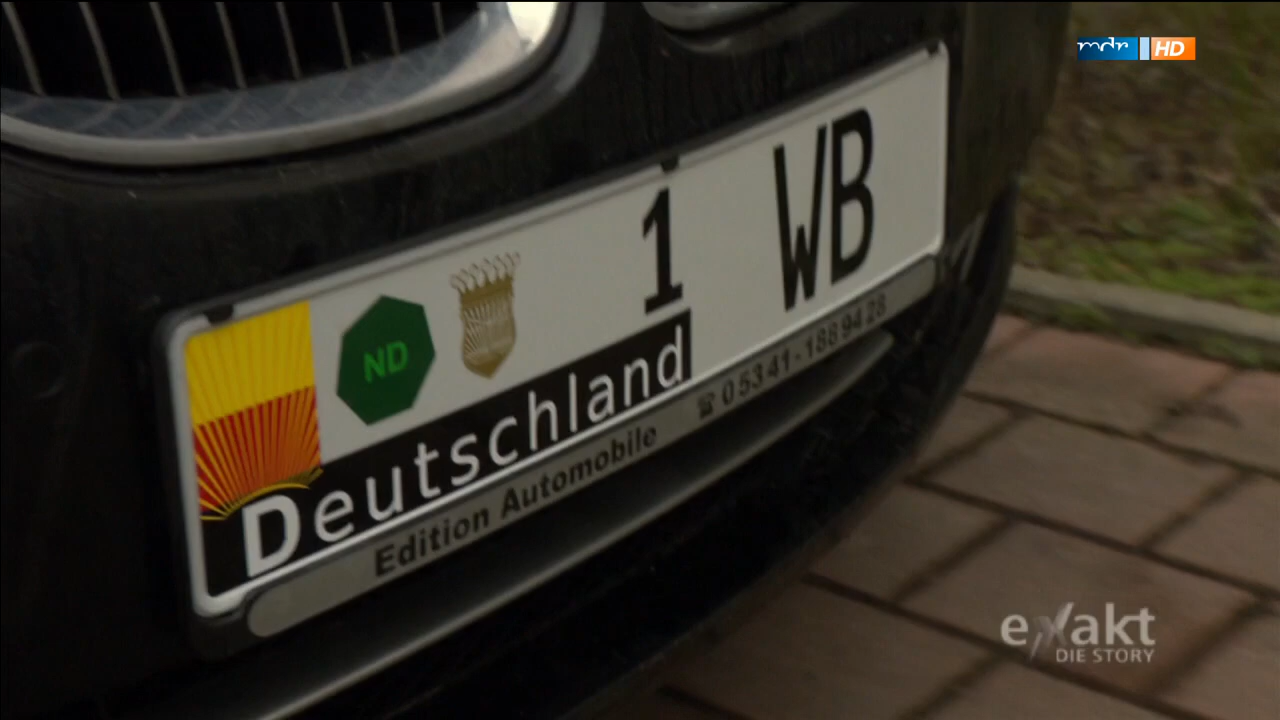 mdr HD
1 WB
ND
Deutschland
Edition Automobile ☎ 05341-1889428
exakt
DIE STORY